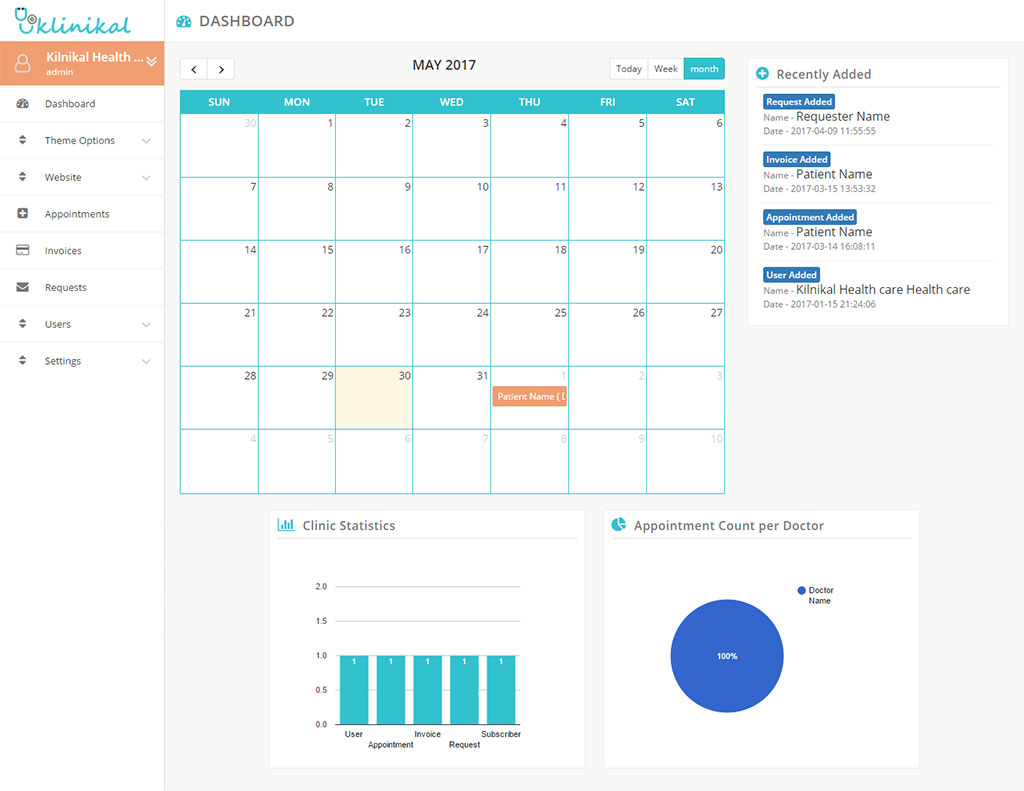 klinikal
Kilnikal Health ...
admin
Dashboard
Theme Options
Website
Appointments
Invoices
Requests
Users
Settings
DASHBOARD
MAY 2017
Today Week month
SUN MON TUE WED THU FRI SAT
30 1 2 3 4 5 6
7 8 9 10 11 12 13
14 15 16 17 18 19 20
21 22 23 24 25 26 27
28 29 30 31 1 2 3
Patient Name ( D
4 5 6 7 8 9 10
Recently Added
Request Added
Name - Requester Name
Date - 2017-04-09 11:55:55
Invoice Added
Name - Patient Name
Date - 2017-03-15 13:53:32
Appointment Added
Name - Patient Name
Date - 2017-03-14 16:08:11
User Added
Name - Kilnikal Health care Health care
Date - 2017-01-15 21:24:06
Clinic Statistics
2.0
1.5
1.0
0.5
0.0
1 1 1 1 1
User Invoice Subscriber
Appointment Request
Appointment Count per Doctor
Doctor
Name
100%